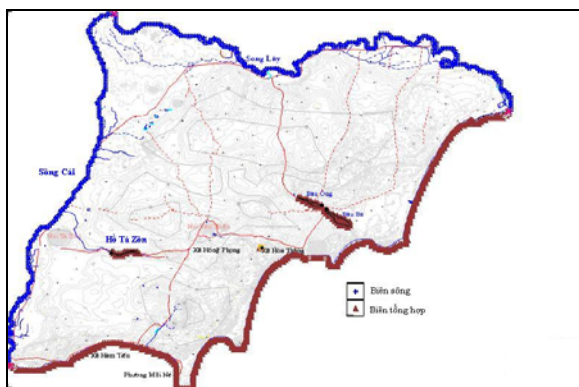 Sông Lũy
Sông Cái
Bàu Ông
Bàu Bà
Hồ Tà Zôn
Xã Hồng Phong
Xã Hòa Thắng
Biên sông
Biên tổng hợp
Xã Hàm Tiến
Phường Mũi Né